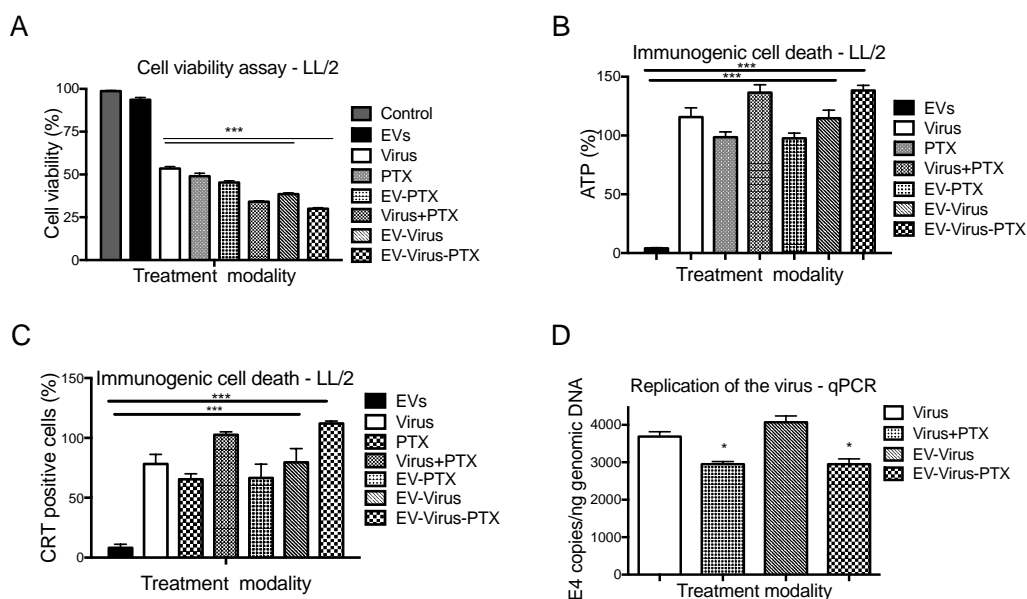 A
Cell viability assay - LL/2
Cell viability (%)
100
75
50
25
0
***
Treatment modality
Control
EVs
Virus
PTX
EV-PTX
Virus+PTX
EV-Virus
EV-Virus-PTX
B
Immunogenic cell death - LL/2
***
***
ATP (%)
150
100
50
0
Treatment modality
EVs
Virus
PTX
Virus+PTX
EV-PTX
EV-Virus
EV-Virus-PTX
C
Immunogenic cell death - LL/2
***
***
CRT positive cells (%)
150
100
50
0
Treatment modality
EVs
Virus
PTX
Virus+PTX
EV-PTX
EV-Virus
EV-Virus-PTX
D
Replication of the virus - qPCR
E4 copies/ng genomic DNA
4000
3000
2000
1000
0
*
*
Treatment modality
Virus
Virus+PTX
EV-Virus
EV-Virus-PTX